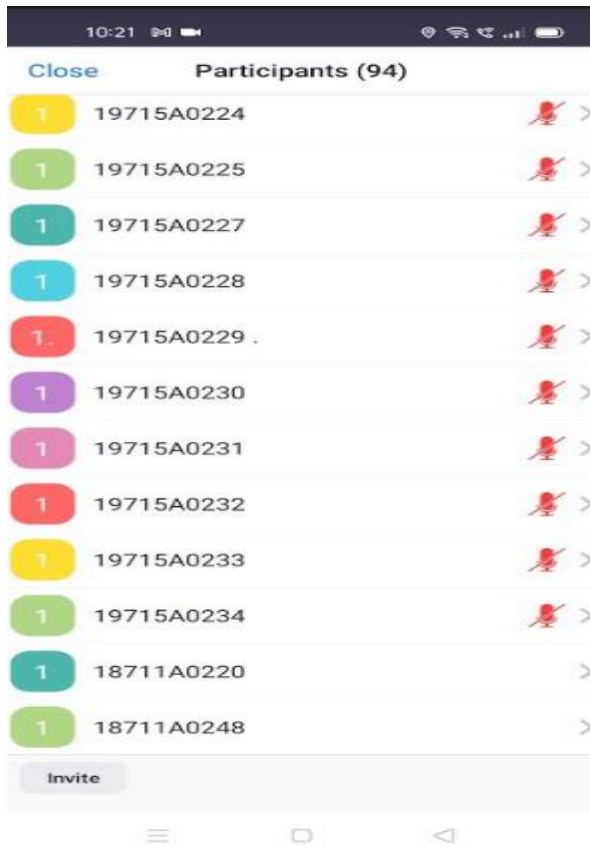 10:21
Close Participants (94)
1 19715A0224
1 19715A0225
1 19715A0227
1 19715A0228
1. 19715A0229 .
1 19715A0230
1 19715A0231
1 19715A0232
1 19715A0233
1 19715A0234
1 18711A0220
1 18711A0248
Invite